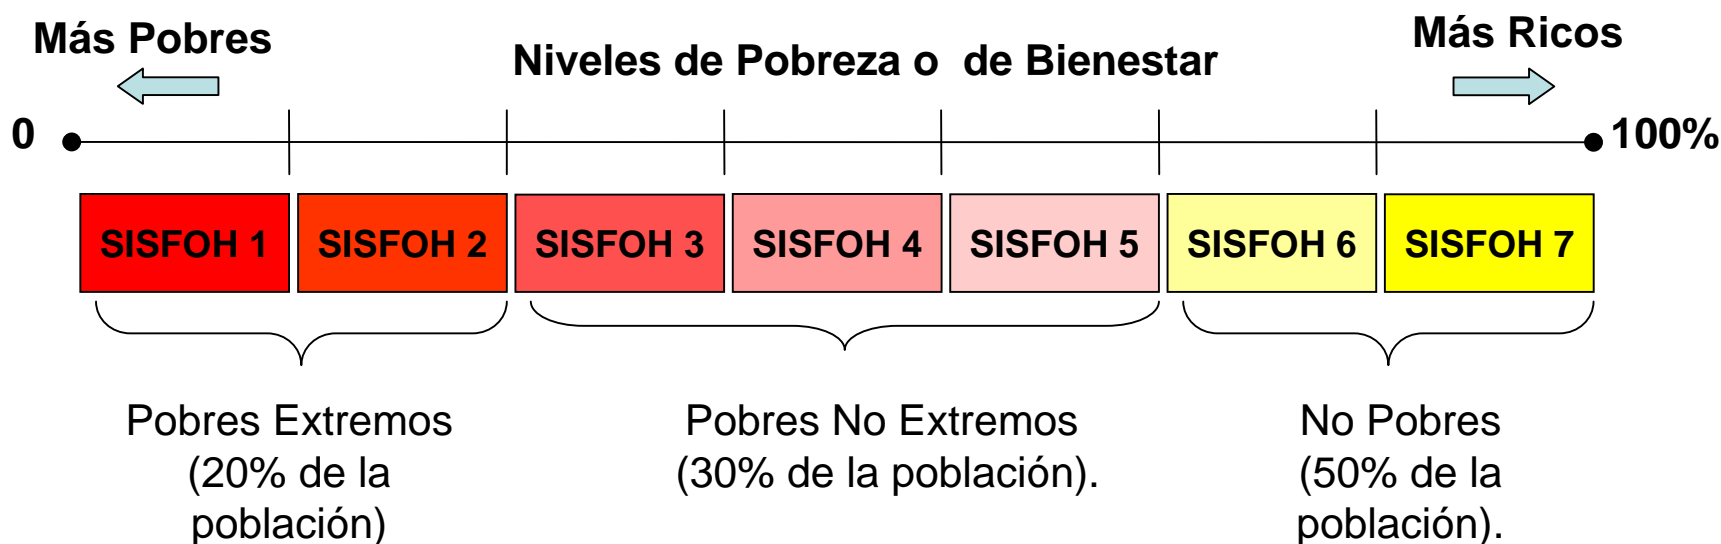 Más Pobres
Niveles de Pobreza o  de Bienestar
Más Ricos
0
100%
SISFOH 1
SISFOH 2
SISFOH 3
SISFOH 4
SISFOH 5
SISFOH 6
SISFOH 7
Pobres Extremos
(20% de la
población)
Pobres No Extremos
(30% de la población).
No Pobres
(50% de la
población).